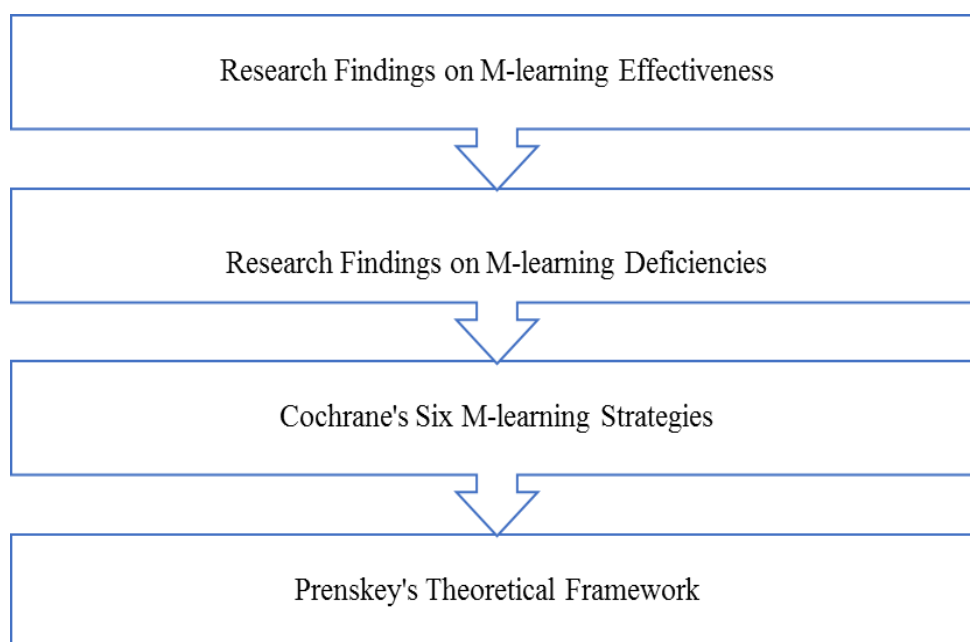 Research Findings on M-learning Effectiveness
Research Findings on M-learning Deficiencies
Cochrane's Six M-learning Strategies
Prenskey's Theoretical Framework